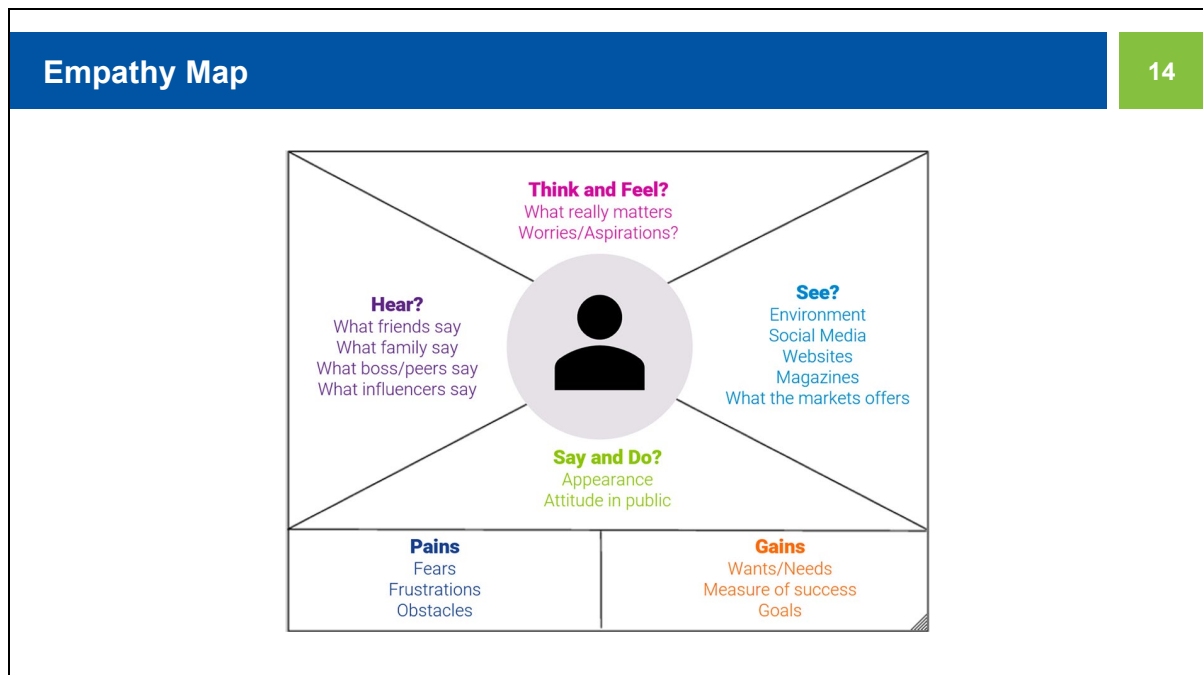 Empathy Map
14
Think and Feel?
What really matters
Worries/Aspirations?
Hear?
What friends say
What family say
What boss/peers say
What influencers say
See?
Environment
Social Media
Websites
Magazines
What the markets offers
Say and Do?
Appearance
Attitude in public
Pains
Fears
Frustrations
Obstacles
Gains
Wants/Needs
Measure of success
Goals